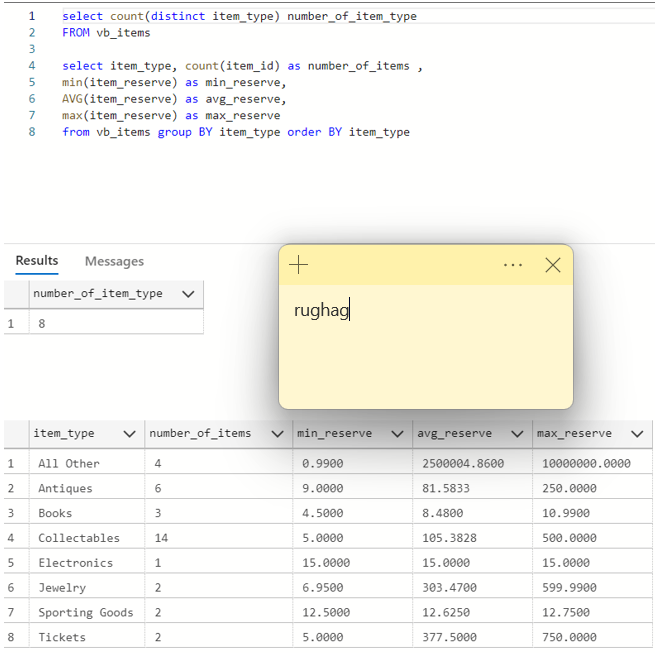 1 select count(distinct item_type) number_of_item_type
2 FROM vb_items
3
4 select item_type, count(item_id) as number_of_items ,
5 min(item_reserve) as min_reserve,
6 AVG(item_reserve) as avg_reserve,
7 max(item_reserve) as max_reserve
8 from vb_items group BY item_type order BY item_type
Results Messages
number_of_item_type
1 8
rughag
item_type number_of_items min_reserve avg_reserve max_reserve
1 All Other 4 0.9900 2500004.8600 10000000.0000
2 Antiques 6 9.0000 81.5833 250.0000
3 Books 3 4.5000 8.4800 10.9900
4 Collectables 14 5.0000 105.3828 500.0000
5 Electronics 1 15.0000 15.0000 15.0000
6 Jewelry 2 6.9500 303.4700 599.9900
7 Sporting Goods 2 12.5000 12.6250 12.7500
8 Tickets 2 5.0000 377.5000 750.0000